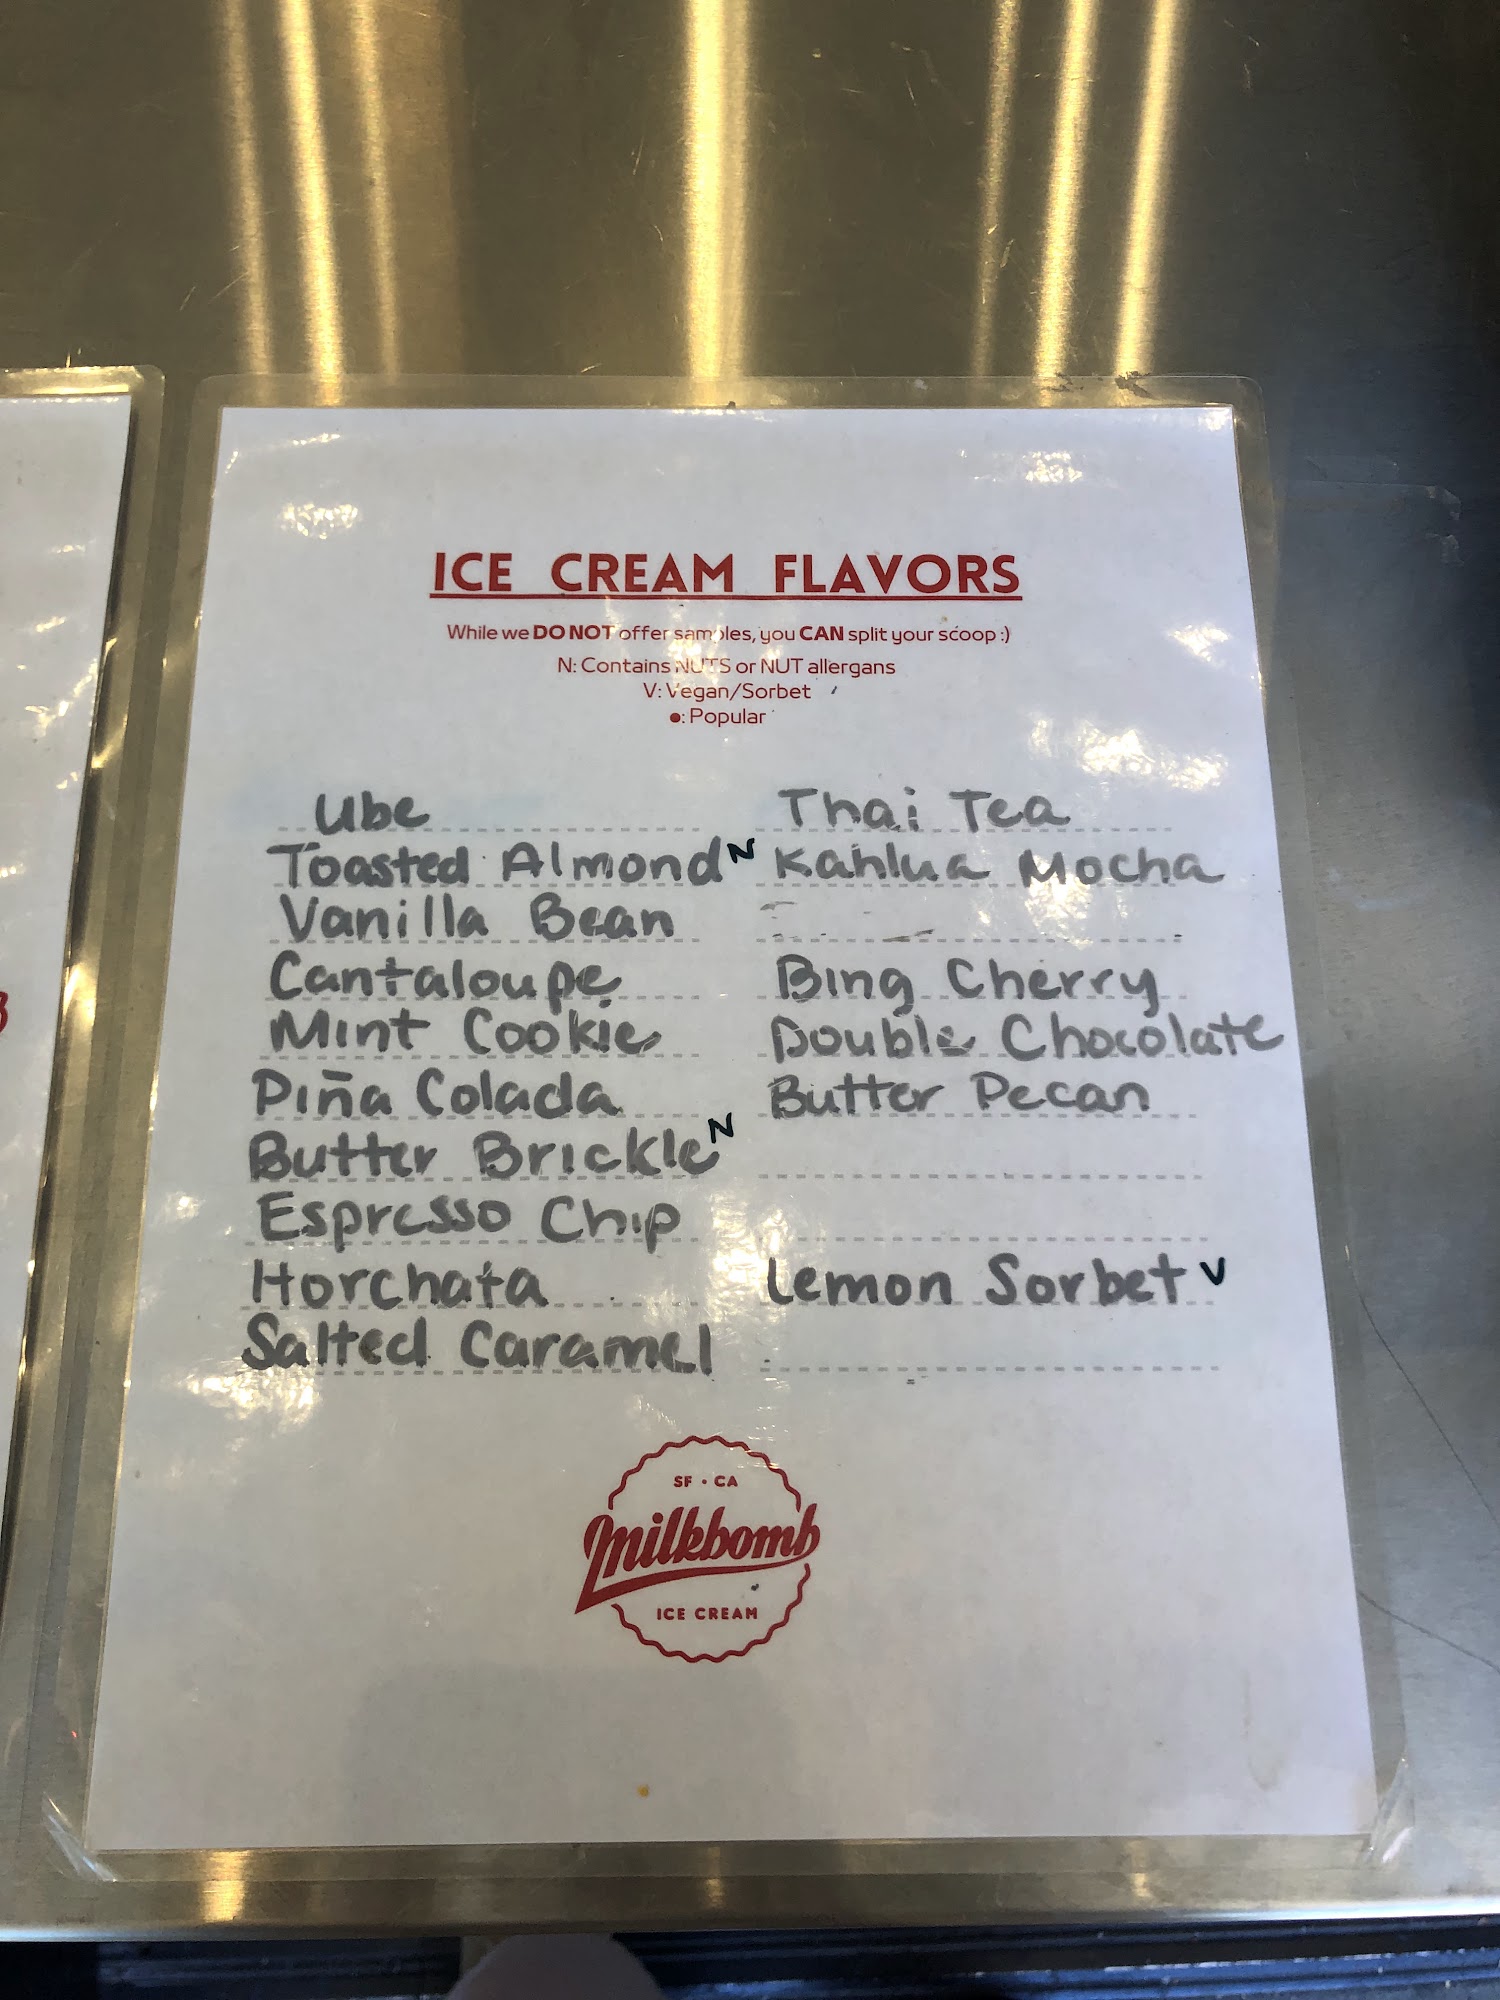 ICE CREAM FLAVORS
While we DO NOT offer samples, you CAN split your scoop :)
N: Contains NUTS or NUT allergans
V: Vegan/Sorbet
●: Popular
Ube
Toasted Almond N
Vanilla Bean
Cantaloupe
Mint Cookie
Piña Colada
Butter Brickle N
Espresso Chip
Horchata
Salted Caramel
Thai Tea
Kahlua Mocha
Bing Cherry
Double Chocolate
Butter Pecan
Lemon Sorbet V
SF • CA
Milkbomb
ICE CREAM